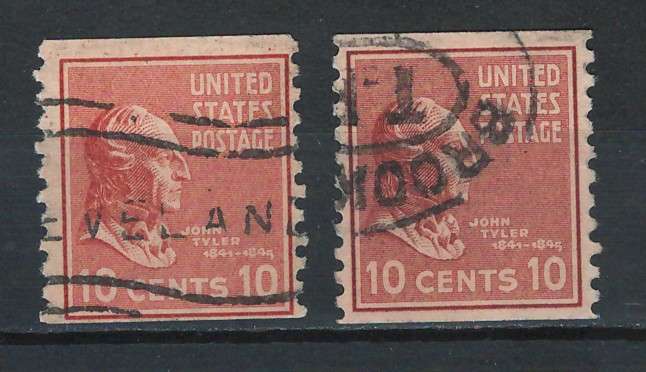 UNITED
STATES
POSTAGE
JOHN
TYLER
1841-1845
10 CENTS 10
UNITED
STATES
POSTAGE
JOHN
TYLER
1841-1845
10 CENTS 10